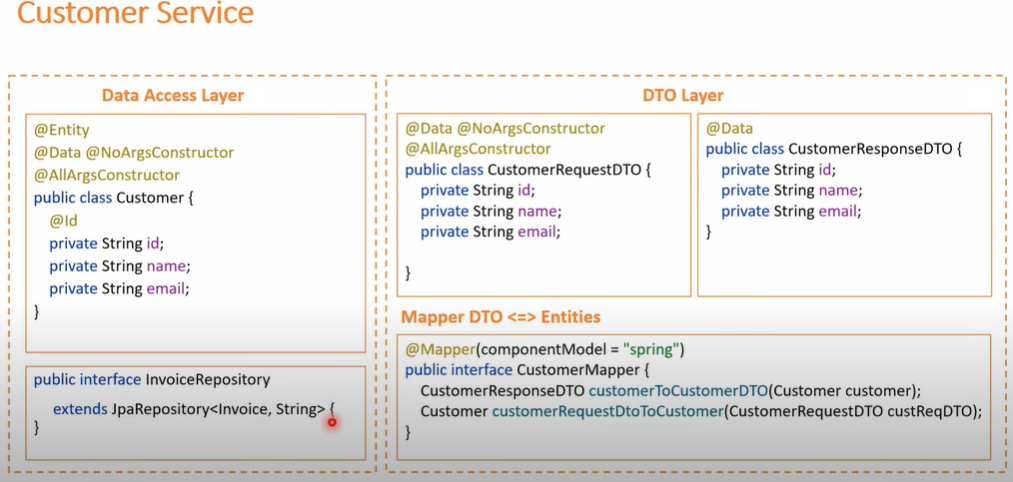 Customer Service
Data Access Layer
@Entity
@Data @NoArgsConstructor
@AllArgsConstructor
public class Customer {
@Id
private String id;
private String name;
private String email;
}
public interface InvoiceRepository
extends JpaRepository<Invoice, String> {
}
DTO Layer
@Data @NoArgsConstructor
@AllArgsConstructor
public class CustomerRequestDTO {
private String id;
private String name;
private String email;
}
@Data
public class CustomerResponseDTO {
private String id;
private String name;
private String email;
}
Mapper DTO <=> Entities
@Mapper(componentModel = "spring")
public interface CustomerMapper {
CustomerResponseDTO customerToCustomerDTO(Customer customer);
Customer customerRequestDtoToCustomer(CustomerRequestDTO custReqDTO);
}